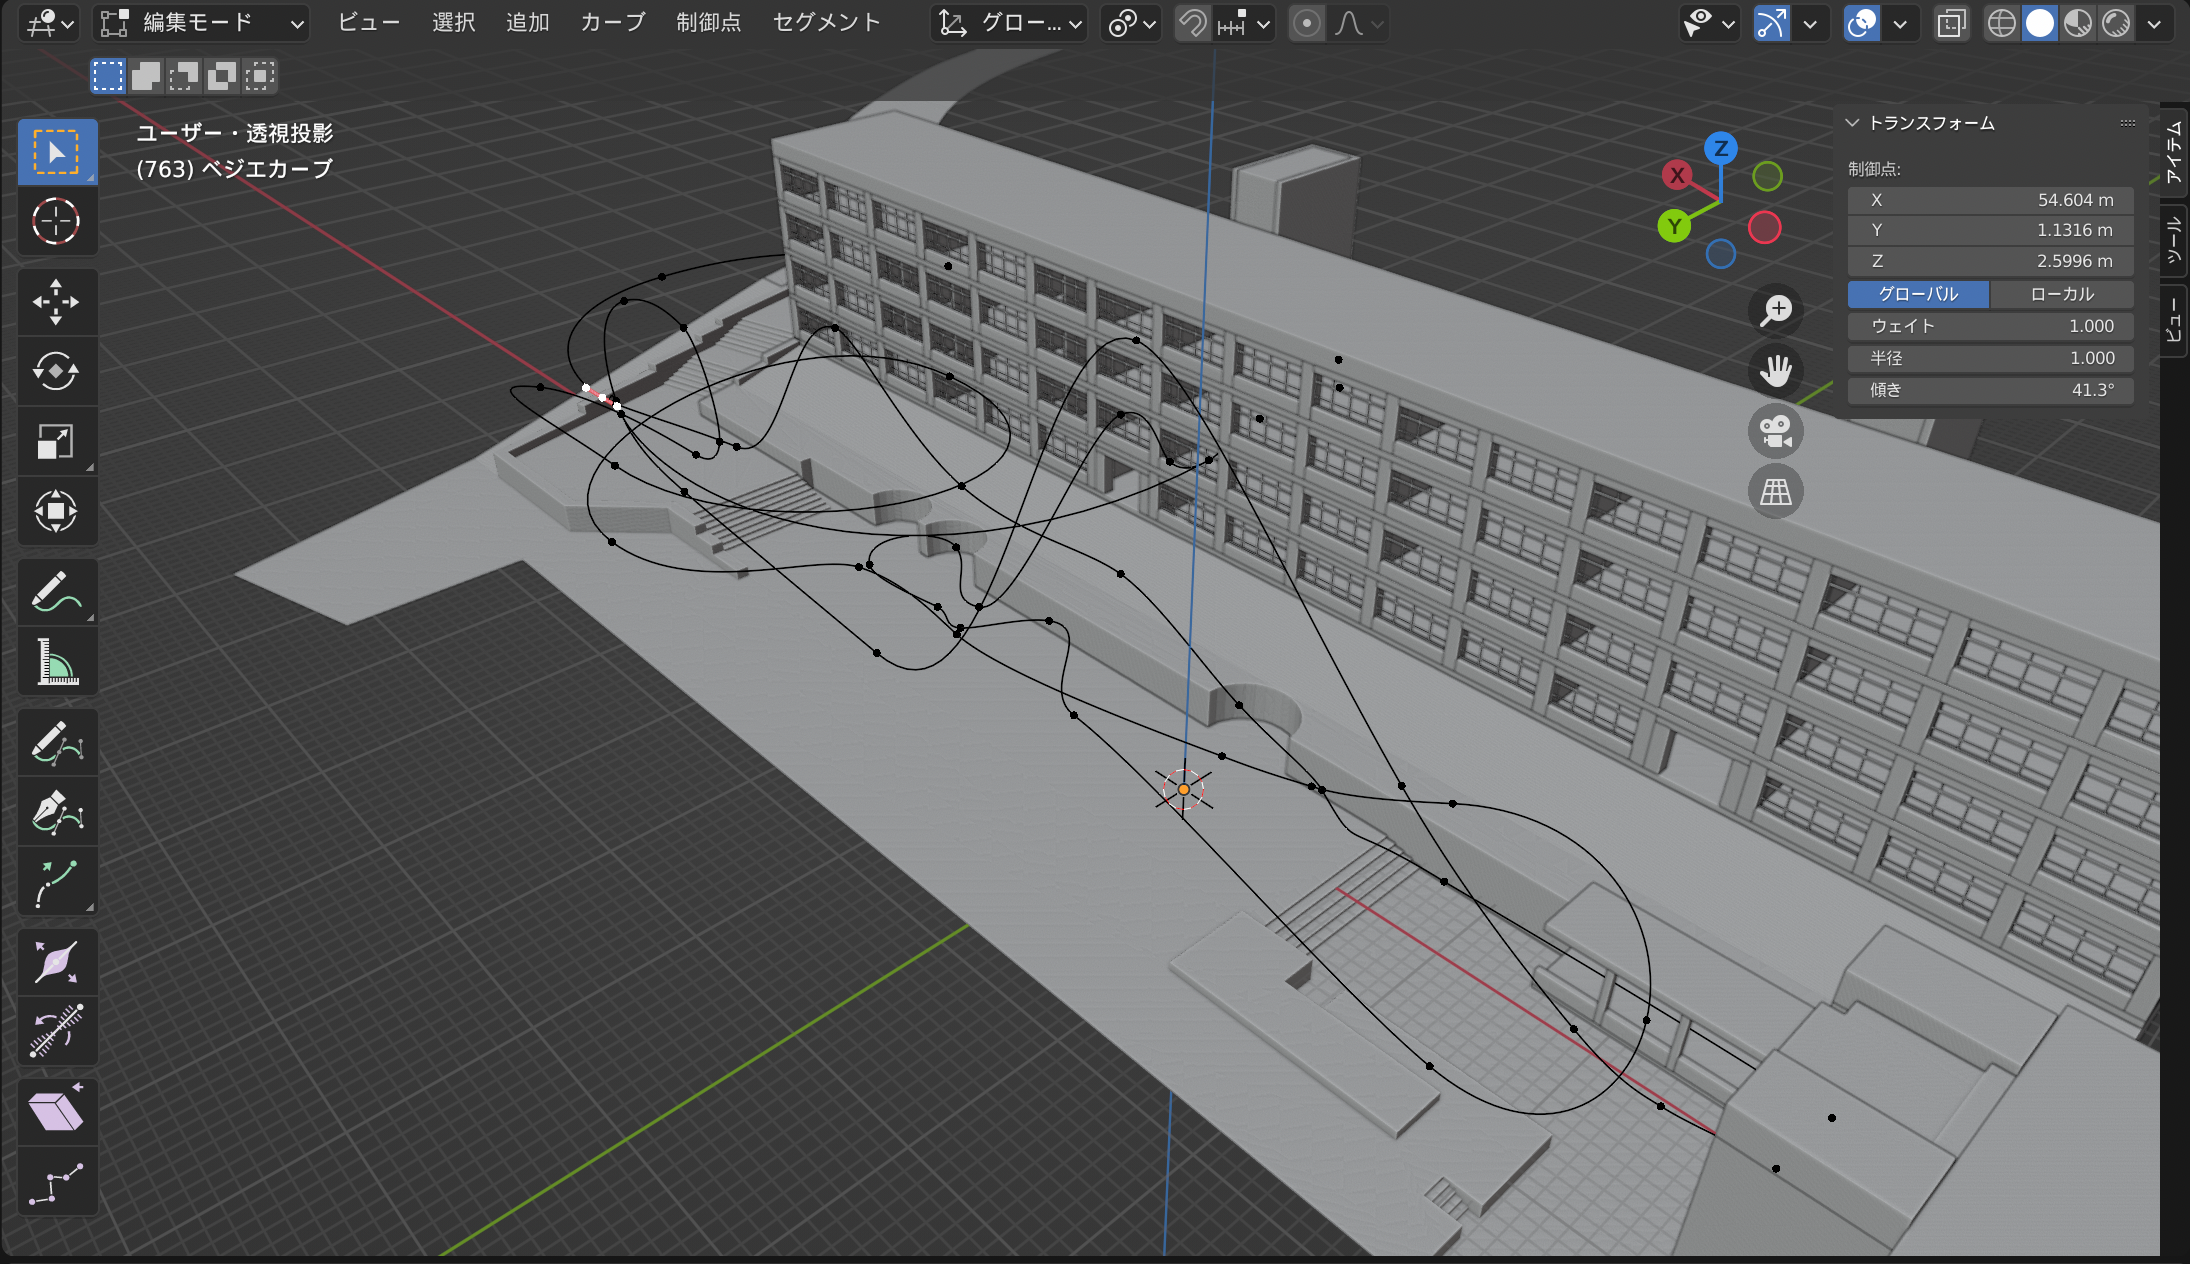 編集モード
ビュー
選択
追加
カーブ
制御点
セグメント
グロー...
ユーザー・透視投影
(763) ベジエカーブ
Z
X
Y
トランスフォーム
制御点:
X 54.604 m
Y 1.1316 m
Z 2.5996 m
グローバル ローカル
ウェイト 1.000
半径 1.000
傾き 41.3°
アイテム
ツール
ビュー